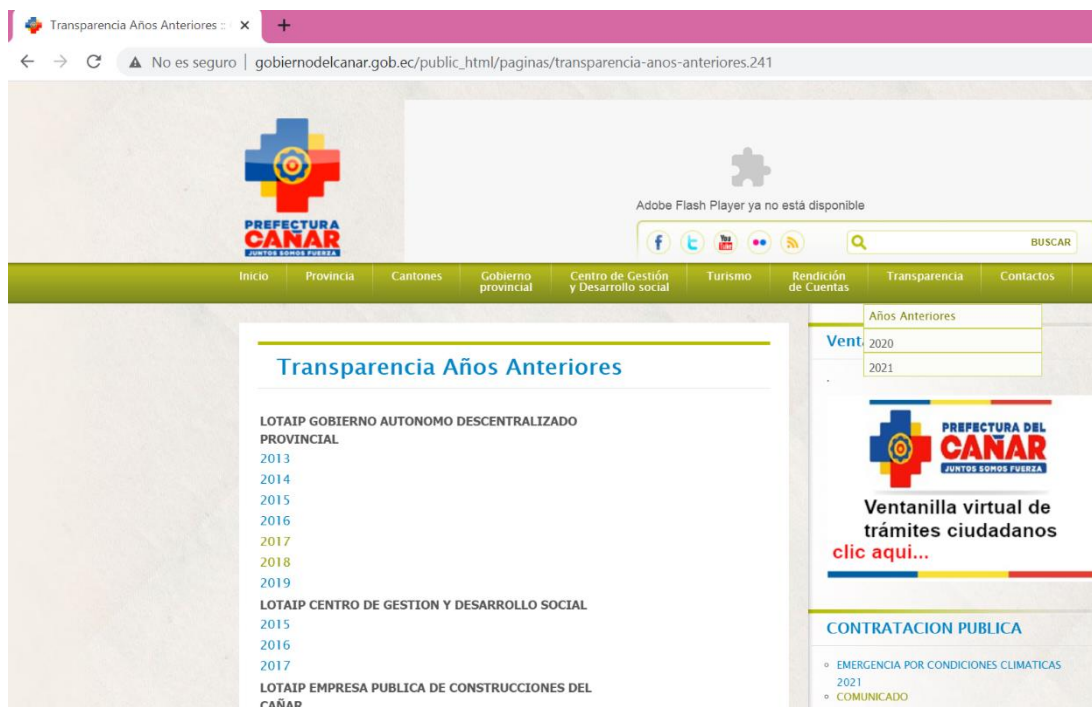 Transparencia Años Anteriores ::
No es seguro | gobiernodelcanar.gob.ec/public_html/paginas/transparencia-anos-anteriores.241
PREFECTURA
CAÑAR
JUNTOS SOMOS FUERZA
Adobe Flash Player ya no está disponible
You
BUSCAR
Inicio
Provincia
Cantones
Gobierno
provincial
Centro de Gestión
y Desarrollo social
Turismo
Rendición
de Cuentas
Transparencia
Contactos
Años Anteriores
2020
2021
Transparencia Años Anteriores
LOTAIP GOBIERNO AUTONOMO DESCENTRALIZADO
PROVINCIAL
2013
2014
2015
2016
2017
2018
2019
LOTAIP CENTRO DE GESTION Y DESARROLLO SOCIAL
2015
2016
2017
LOTAIP EMPRESA PUBLICA DE CONSTRUCCIONES DEL
CAÑAR
Vent
PREFECTURA DEL
CAÑAR
JUNTOS SOMOS FUERZA
Ventanilla virtual de
trámites ciudadanos
clic aqui...
CONTRATACION PUBLICA
EMERGENCIA POR CONDICIONES CLIMATICAS
2021
COMUNICADO